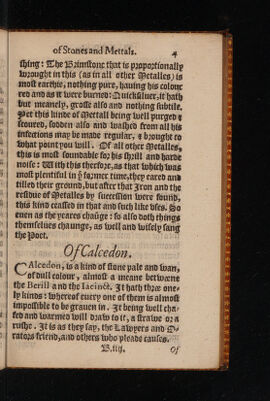 of Stones and Mettals. 4
thing: The Brimstone that is proportionally
wrought in this (as in all other Metalles) is
most earthie, nothing pure, hauing his colour
red and as it were burned: Quicksiluer, it hath
but meanely, grosse also and nothing subtile.
Yet this kinde of Mettall being well purged &
scoured, sodden also and washed from all his
infections may be made regular, & brought to
what point you will. Of all other Metalles,
this is most soundable for his shrill and harde
noise: With this therfore, as that which was
most plentiful in yͤ former time, they eared and
tilled their ground, but after that Iron and the
residue of Metalles by succession were found,
this kind ceased in that and such like vses. So
euen as the yeares chaunge: so also doth things
themselues chaunge, as well and wisely sang
the Poet.
Of Calcedon.
CAlcedon, is a kind of stone pale and wan,
of dull colour, almost a meane betweene
the Berill and the Iacinct. It hath thre one-
ly kinds: whereof euery one of them is almost
impossible to be grauen in. It being well cha-
fed and warmed will draw to it, a strawe or a
rushe. It is as they say, the Lawyers and O-
rators friend, and others who pleade causes.
B.iiij. Of